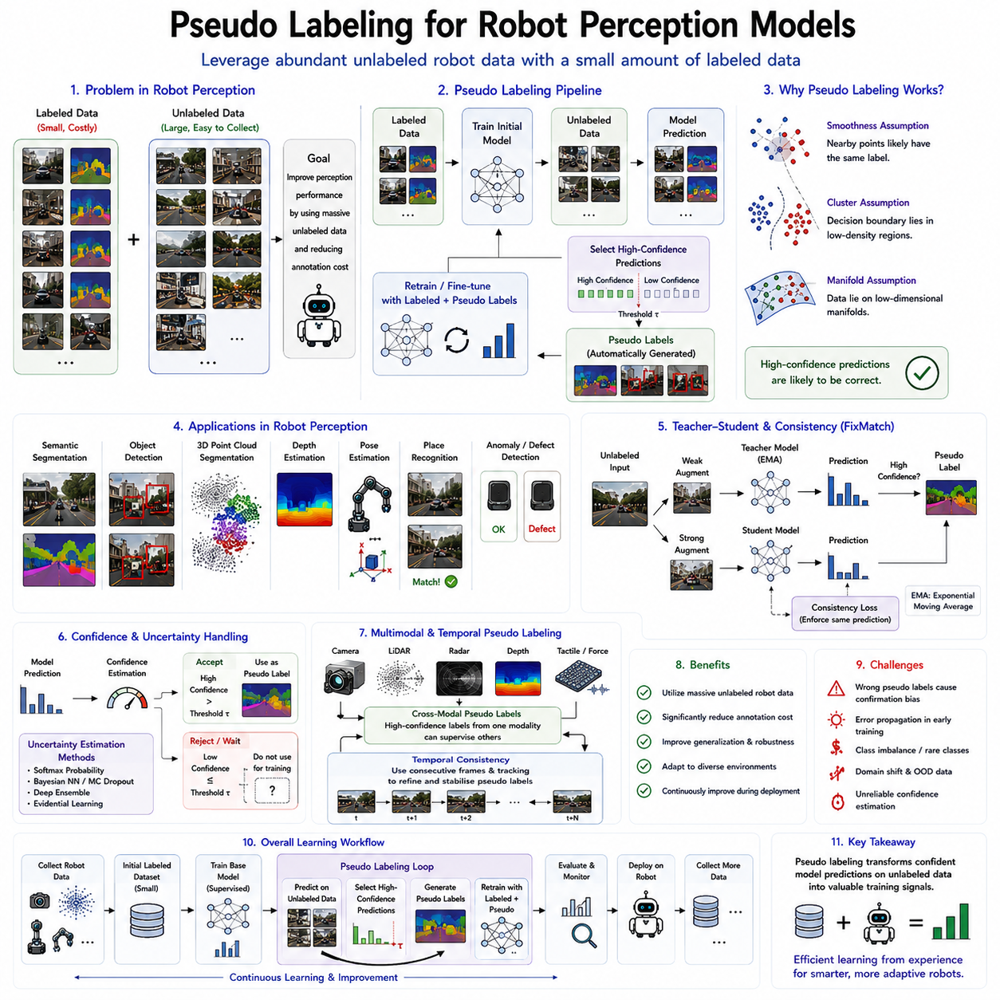 Pseudo Labeling for Robot Perception Models
Leverage abundant unlabeled robot data with a small amount of labeled data
1. Problem in Robot Perception
Labeled Data
(Small, Costly)
Unlabeled Data
(Large, Easy to Collect)
...
+
...
...
Goal
Improve perception
performance
by using massive
unlabeled data
and reducing
annotation cost
2. Pseudo Labeling Pipeline
Labeled
Data
...
Train Initial
Model
Unlabeled
Data
...
Model
Prediction
...
Select High-Confidence
Predictions
High Confidence
Low Confidence
Threshold τ
Pseudo Labels
(Automatically Generated)
Retrain / Fine-tune
with Labeled + Pseudo Labels
3. Why Pseudo Labeling Works?
Smoothness Assumption
Nearby points likely have
the same label.
Cluster Assumption
Decision boundary lies in
low-density regions.
Manifold Assumption
Data lie on low-dimensional
manifolds.
High-confidence predictions
are likely to be correct.
4. Applications in Robot Perception
Semantic
Segmentation
Object
Detection
3D Point Cloud
Segmentation
Depth
Estimation
Pose
Estimation
...
X
X
Place
Recognition
Match!
Anomaly / Defect
Detection
OK
Defect
5. Teacher–Student & Consistency (FixMatch)
Unlabeled
Input
Weak
Augment
Teacher Model
(EMA)
Prediction
High
Confidence?
Pseudo
Label
Strong
Augment
Student Model
Prediction
Consistency Loss
(Enforce same prediction)
EMA: Exponential
Moving Average
6. Confidence & Uncertainty Handling
Model
Prediction
Confidence
Estimation
Accept
High
Confidence
>
Threshold τ
Use as
Pseudo Label
Reject / Wait
Low
Confidence
≤
Threshold τ
Do not use
for training
?
Uncertainty Estimation
Methods
• Softmax Probability
• Bayesian NN / MC Dropout
• Deep Ensemble
• Evidential Learning
7. Multimodal & Temporal Pseudo Labeling
Camera
LiDAR
Radar
Depth
Tactile / Force
Cross-Modal Pseudo Labels
High-confidence labels from one modality
can supervise others
Temporal Consistency
Use consecutive frames & tracking
to refine and stabilise pseudo labels
...
t
t+1
t+2
t+N
8. Benefits
Utilize massive unlabeled robot data
Significantly reduce annotation cost
Improve generalization & robustness
Adapt to diverse environments
Continuously improve during deployment
9. Challenges
Wrong pseudo labels cause
confirmation bias
Error propagation in early
training
Class imbalance / rare classes
Domain shift & OOD data
Unreliable confidence
estimation
10. Overall Learning Workflow
Collect Robot
Data
...
Initial Labeled
Dataset
(Small)
Train Base
Model
(Supervised)
Pseudo Labeling Loop
Predict on
Unlabeled Data
Select High-
Confidence
Predictions
τ
Generate
Pseudo Labels
Retrain with
Labeled +
Pseudo
..
Evaluate &
Monitor
Deploy on
Robot
Collect More
Data
...
...
Continuous Learning & Improvement
11. Key Takeaway
Pseudo labeling transforms confident
model predictions on unlabeled data
into valuable training signals.
+ =
Efficient learning from experience
for smarter, more adaptive robots.